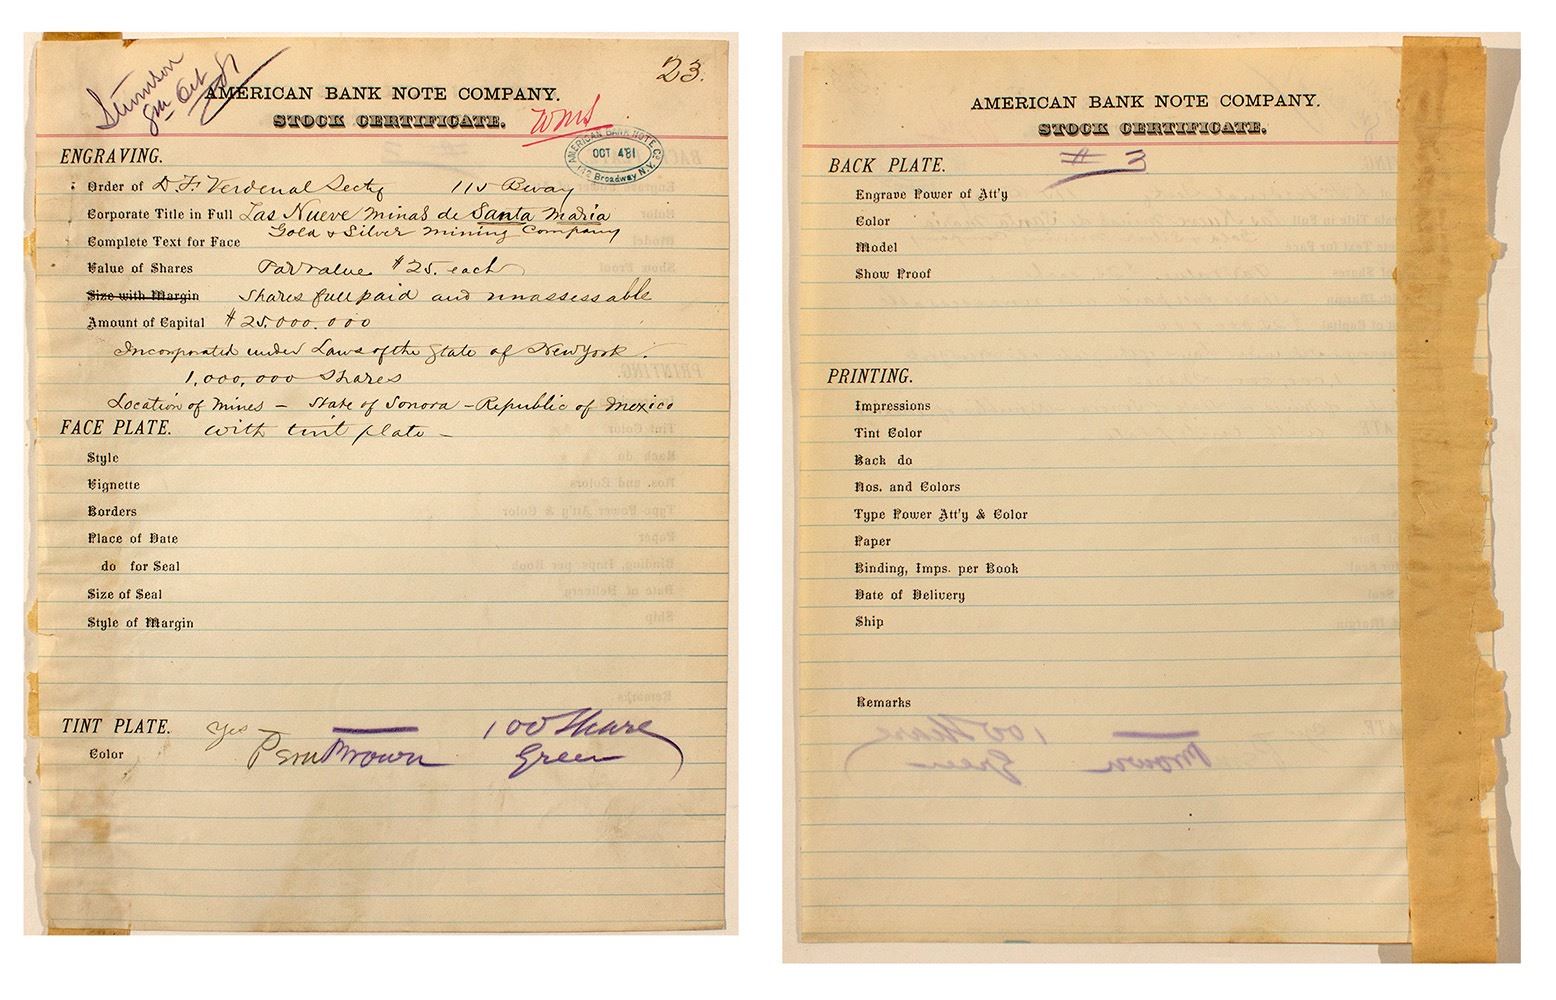 23.
Oct
AMERICAN BANK NOTE COMPANY.
STOCK CERTIFICATE.
WMS
AMERICAN BANK NOTE Co.
OCT 4 81
142 Broadway N.Y.
ENGRAVING.
Order of D F Verdenal Secty 115 Bway
Corporate Title in Full Las Nueve Minas de Santa Maria
Gold & Silver Mining Company
Complete Text for Face
Value of Shares Par value $25. each
Size with Margin Shares full paid and unassessable
Amount of Capital $25.000.000
Incorporated under Laws of the State of New York.
1,000,000 Shares
Location of Mines – State of Sonora – Republic of Mexico
FACE PLATE. With tint plate –
Style
Vignette
Borders
Place of Date
do for Seal
Size of Seal
Style of Margin
TINT PLATE. Yes 100 Share
Color Brown Green
AMERICAN BANK NOTE COMPANY.
STOCK CERTIFICATE.
BACK PLATE. # 3
Engrave Power of Att'y
Color
Model
Show Proof
PRINTING.
Impressions
Tint Color
Back do
Nos. and Colors
Type Power Att'y & Color
Paper
Binding, Imps. per Book
Date of Delivery
Ship
Remarks